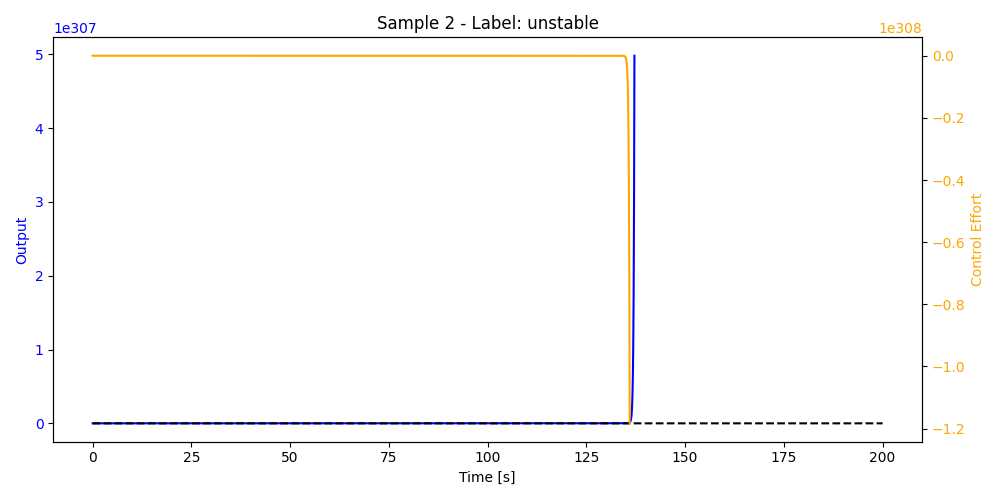 Sample 2 - Label: unstable
1e307
1e308
5
4
3
2
1
0
Output
0.0
−0.2
−0.4
−0.6
−0.8
−1.0
−1.2
Control Effort
0 25 50 75 100 125 150 175 200
Time [s]